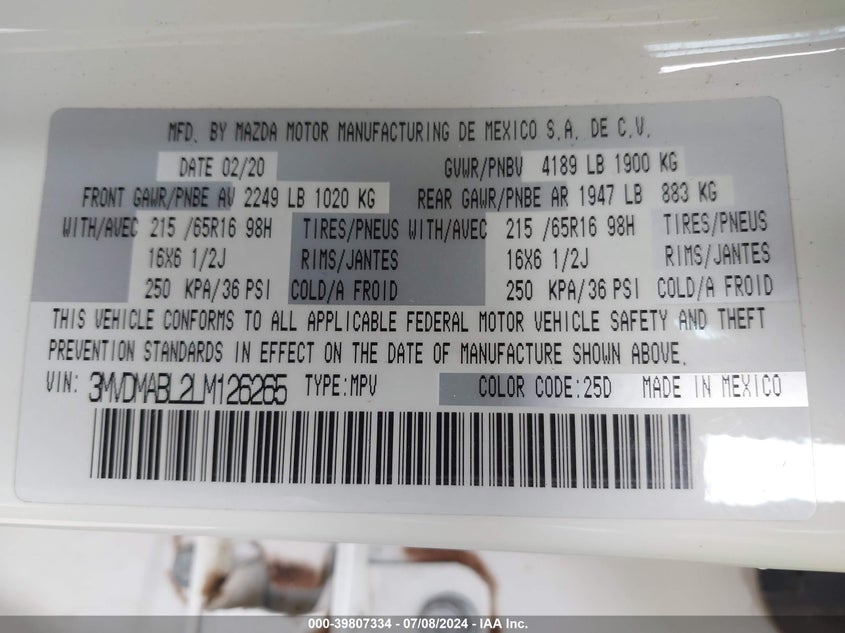 MFD. BY MAZDA MOTOR MANUFACTURING DE MEXICO S.A. DE C.V.
DATE 02/20 GVWR/PNBV 4189 LB 1900 KG
FRONT GAWR/PNBE AV 2249 LB 1020 KG REAR GAWR/PNBE AR 1947 LB 883 KG
WITH/AVEC 215 /65R16 98H TIRES/PNEUS WITH/AVEC 215 /65R16 98H TIRES/PNEUS
16X6 1/2J RIMS/JANTES 16X6 1/2J RIMS/JANTES
250 KPA/36 PSI COLD/A FROID 250 KPA/36 PSI COLD/A FROID
THIS VEHICLE CONFORMS TO ALL APPLICABLE FEDERAL MOTOR VEHICLE SAFETY AND THEFT
PREVENTION STANDARDS IN EFFECT ON THE DATE OF MANUFACTURE SHOWN ABOVE.
VIN: 3MVDMABL2LM126265 TYPE:MPV COLOR CODE:25D MADE IN MEXICO
000-39807334 - 07/08/2024 - IAA Inc.